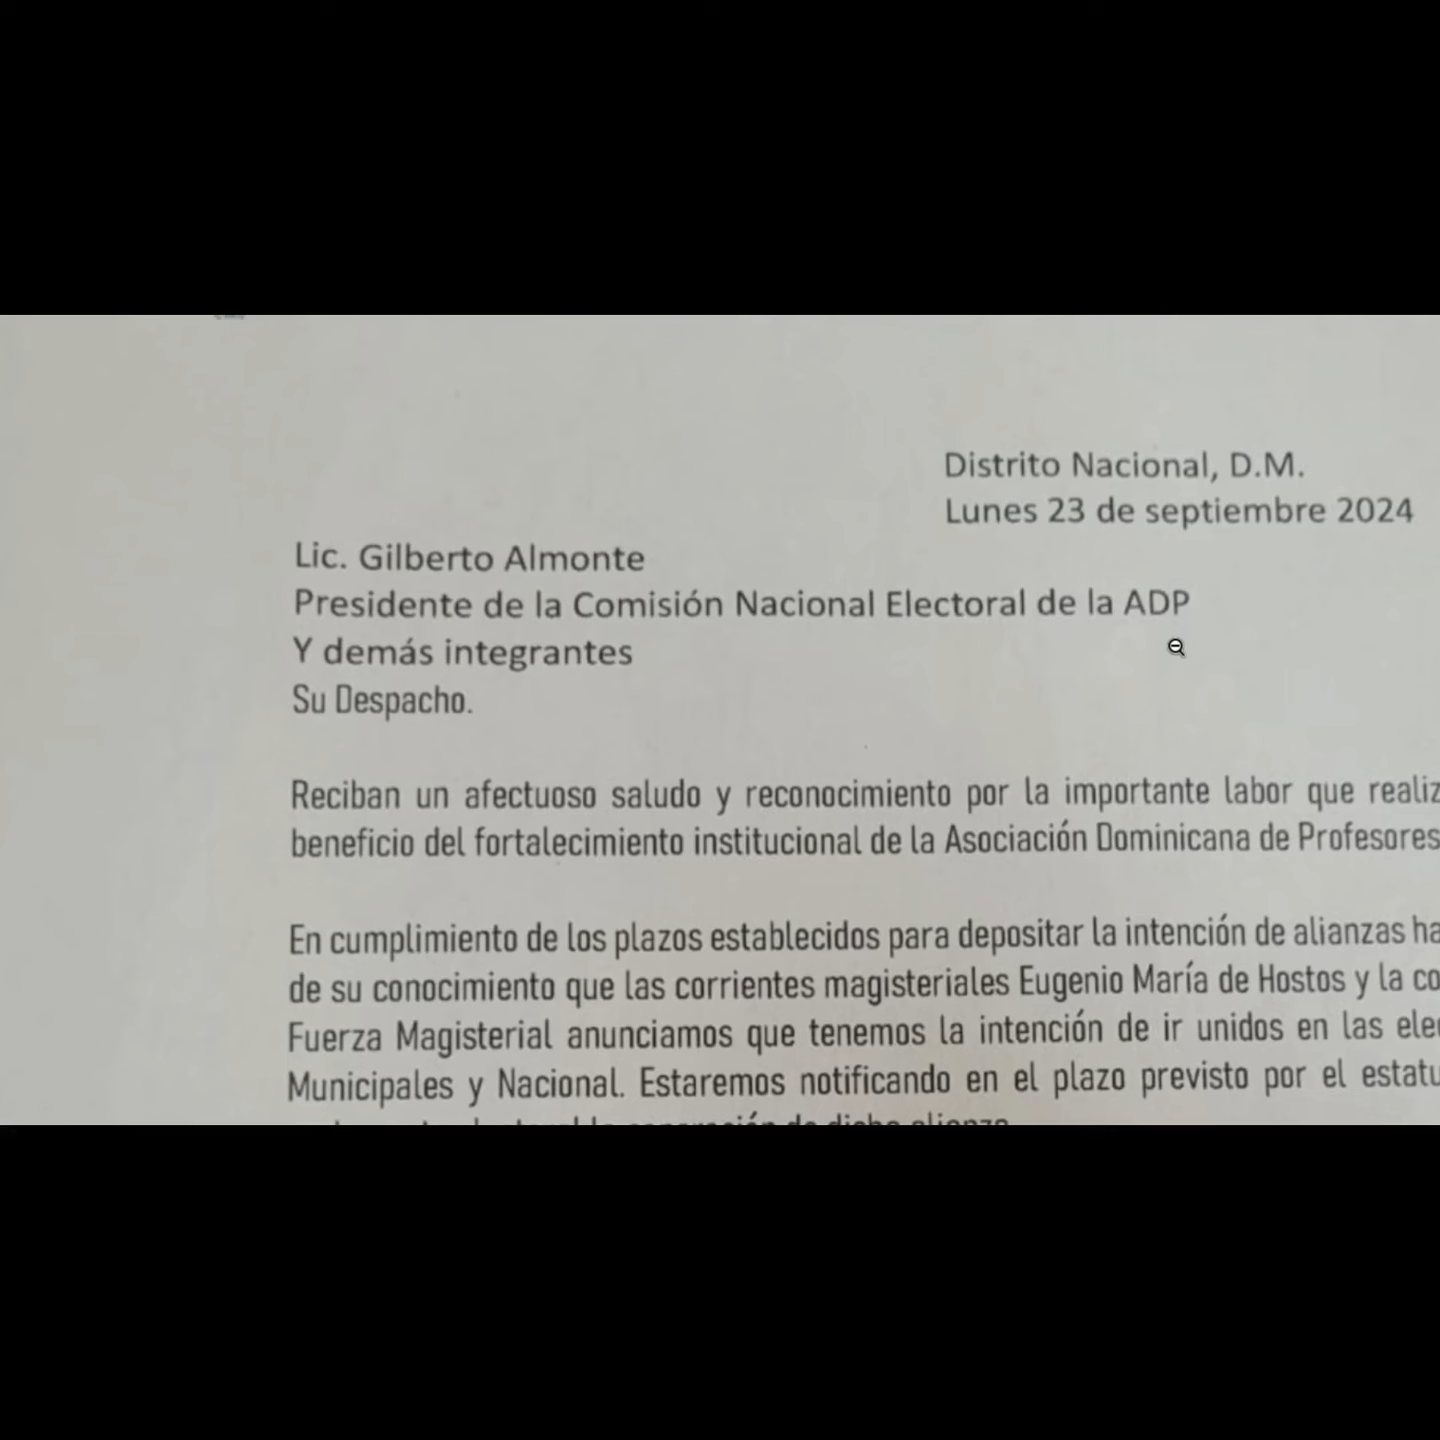 Distrito Nacional, D.M.
Lunes 23 de septiembre 2024
Lic. Gilberto Almonte
Presidente de la Comisión Nacional Electoral de la ADP
Y demás integrantes
Su Despacho.
Reciban un afectuoso saludo y reconocimiento por la importante labor que realiz
beneficio del fortalecimiento institucional de la Asociación Dominicana de Profesores
En cumplimiento de los plazos establecidos para depositar la intención de alianzas ha
de su conocimiento que las corrientes magisteriales Eugenio María de Hostos y la co
Fuerza Magisterial anunciamos que tenemos la intención de ir unidos en las elec
Municipales y Nacional. Estaremos notificando en el plazo previsto por el estatu
de dicha alianza